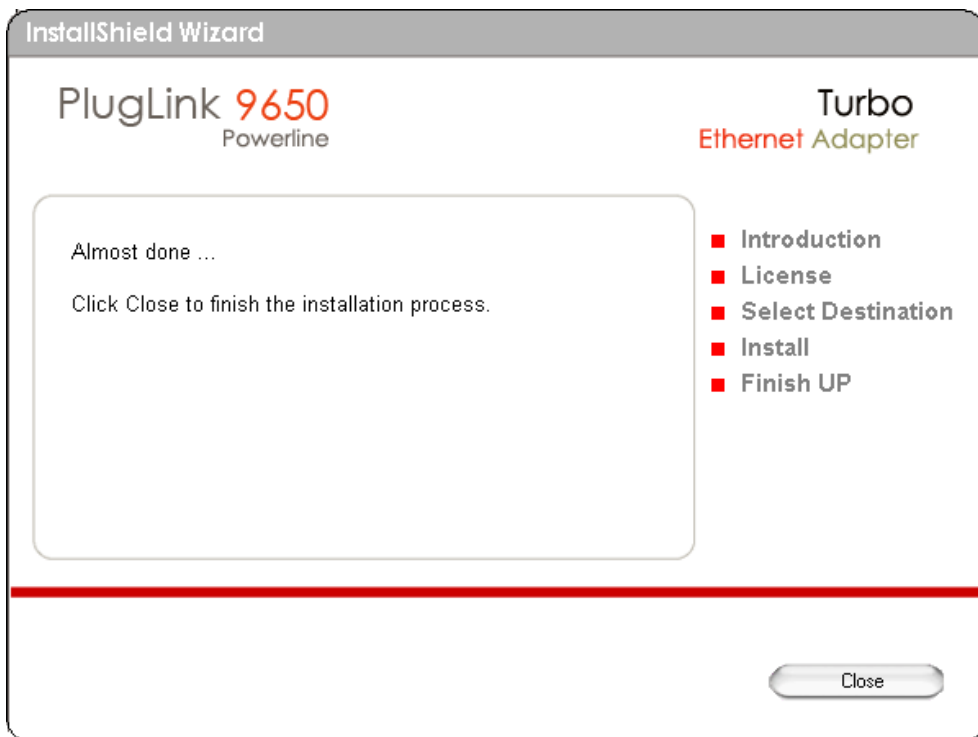 InstallShield Wizard
PlugLink 9650
Powerline
Turbo
Ethernet Adapter
Almost done ...
Click Close to finish the installation process.
Introduction
License
Select Destination
Install
Finish UP
Close